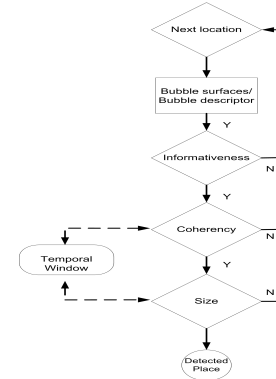 Next location
Bubble surfaces/
Bubble descriptor
Y
Informativeness
N
Y
Coherency
N
Temporal
Window
Y
Size
N
Detected
Place